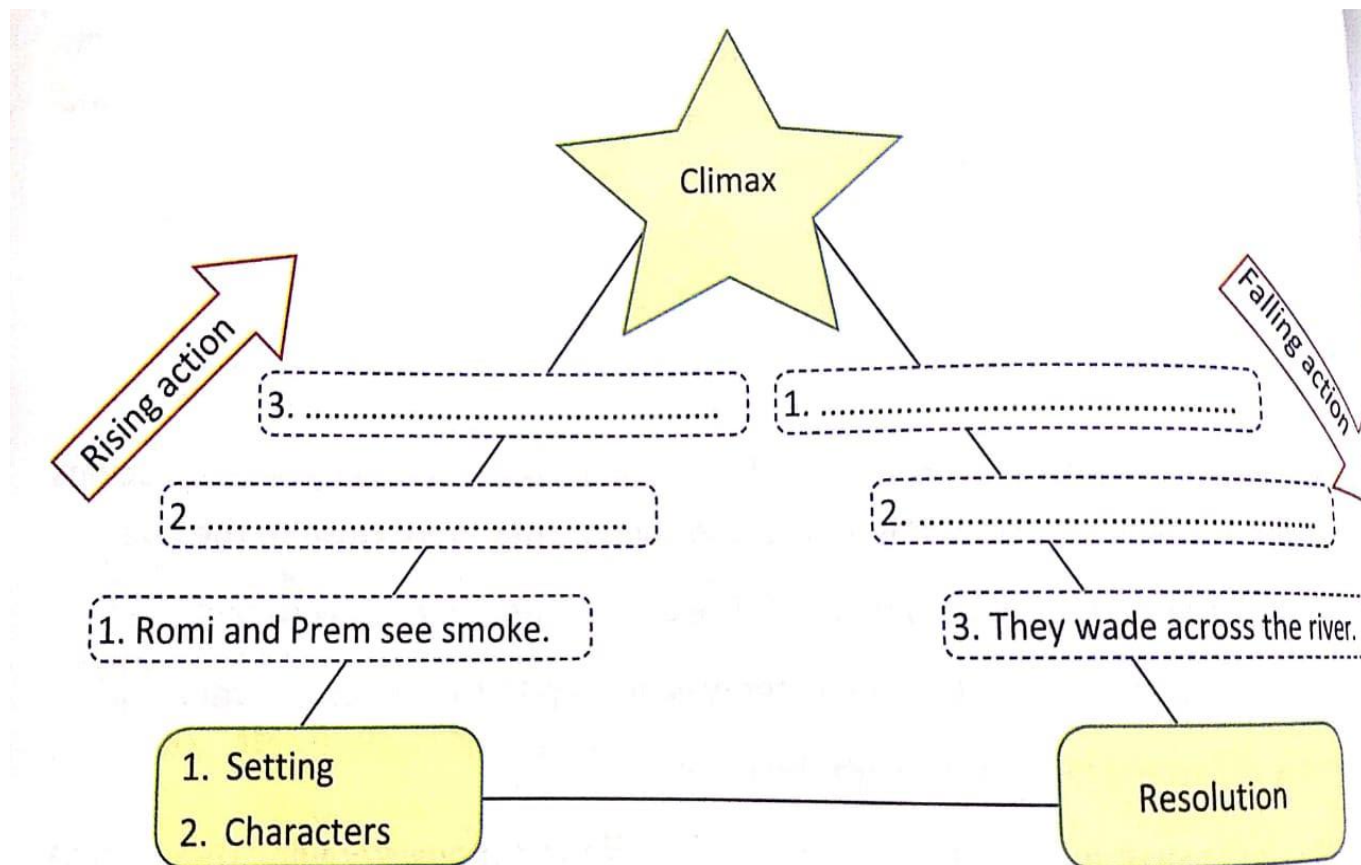 Climax
Rising action
Falling action
3. ..........................................
1. ..........................................
2. ..........................................
2. ..........................................
1. Romi and Prem see smoke.
3. They wade across the river.
1. Setting
2. Characters
Resolution